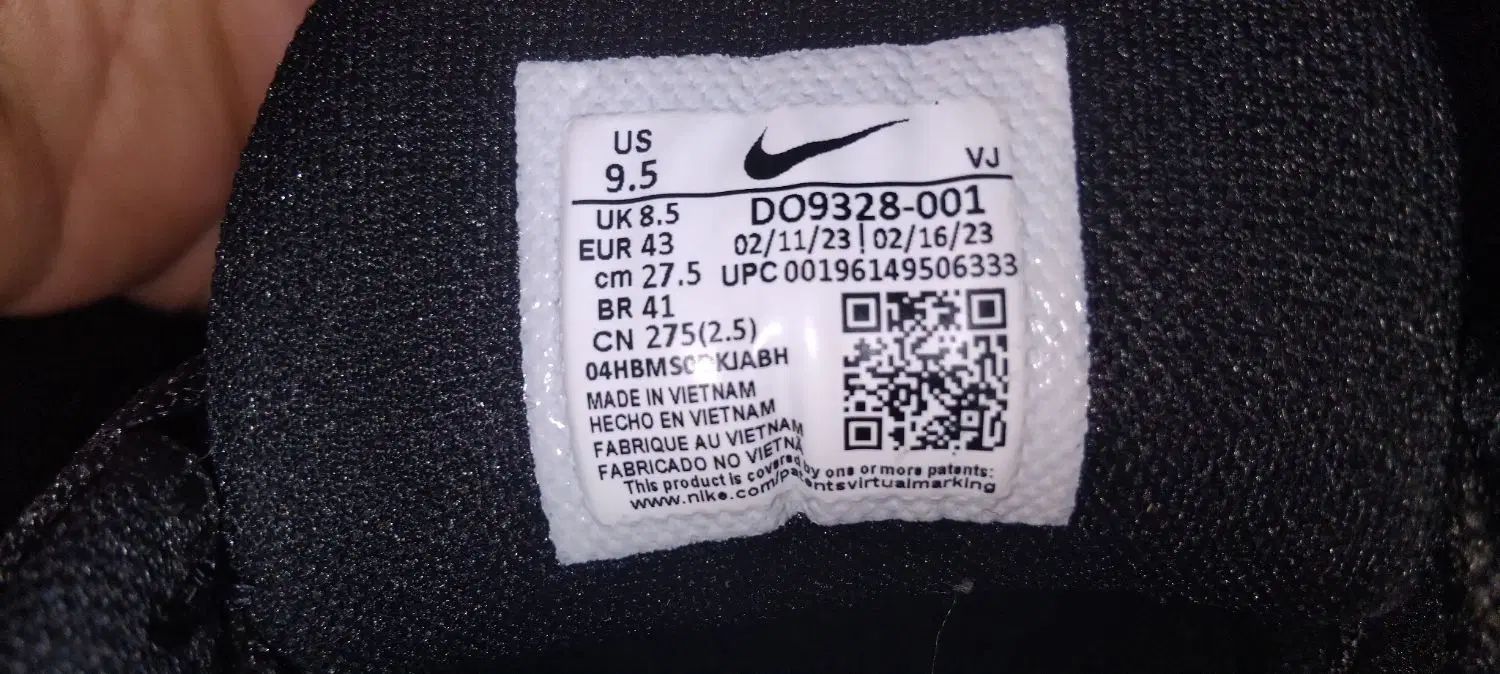 US
9.5
VJ
UK 8.5
DO9328-001
EUR 43
02/11/23 | 02/16/23
cm 27.5
UPC 00196149506333
BR 41
CN 275(2.5)
MADE IN VIETNAM
HECHO EN VIETNAM
FABRIQUE AU VIETNAM
FABRICADO NO VIETNA
This product is covered by one or more patents:
www.nike.com/patentsvirtualmarking